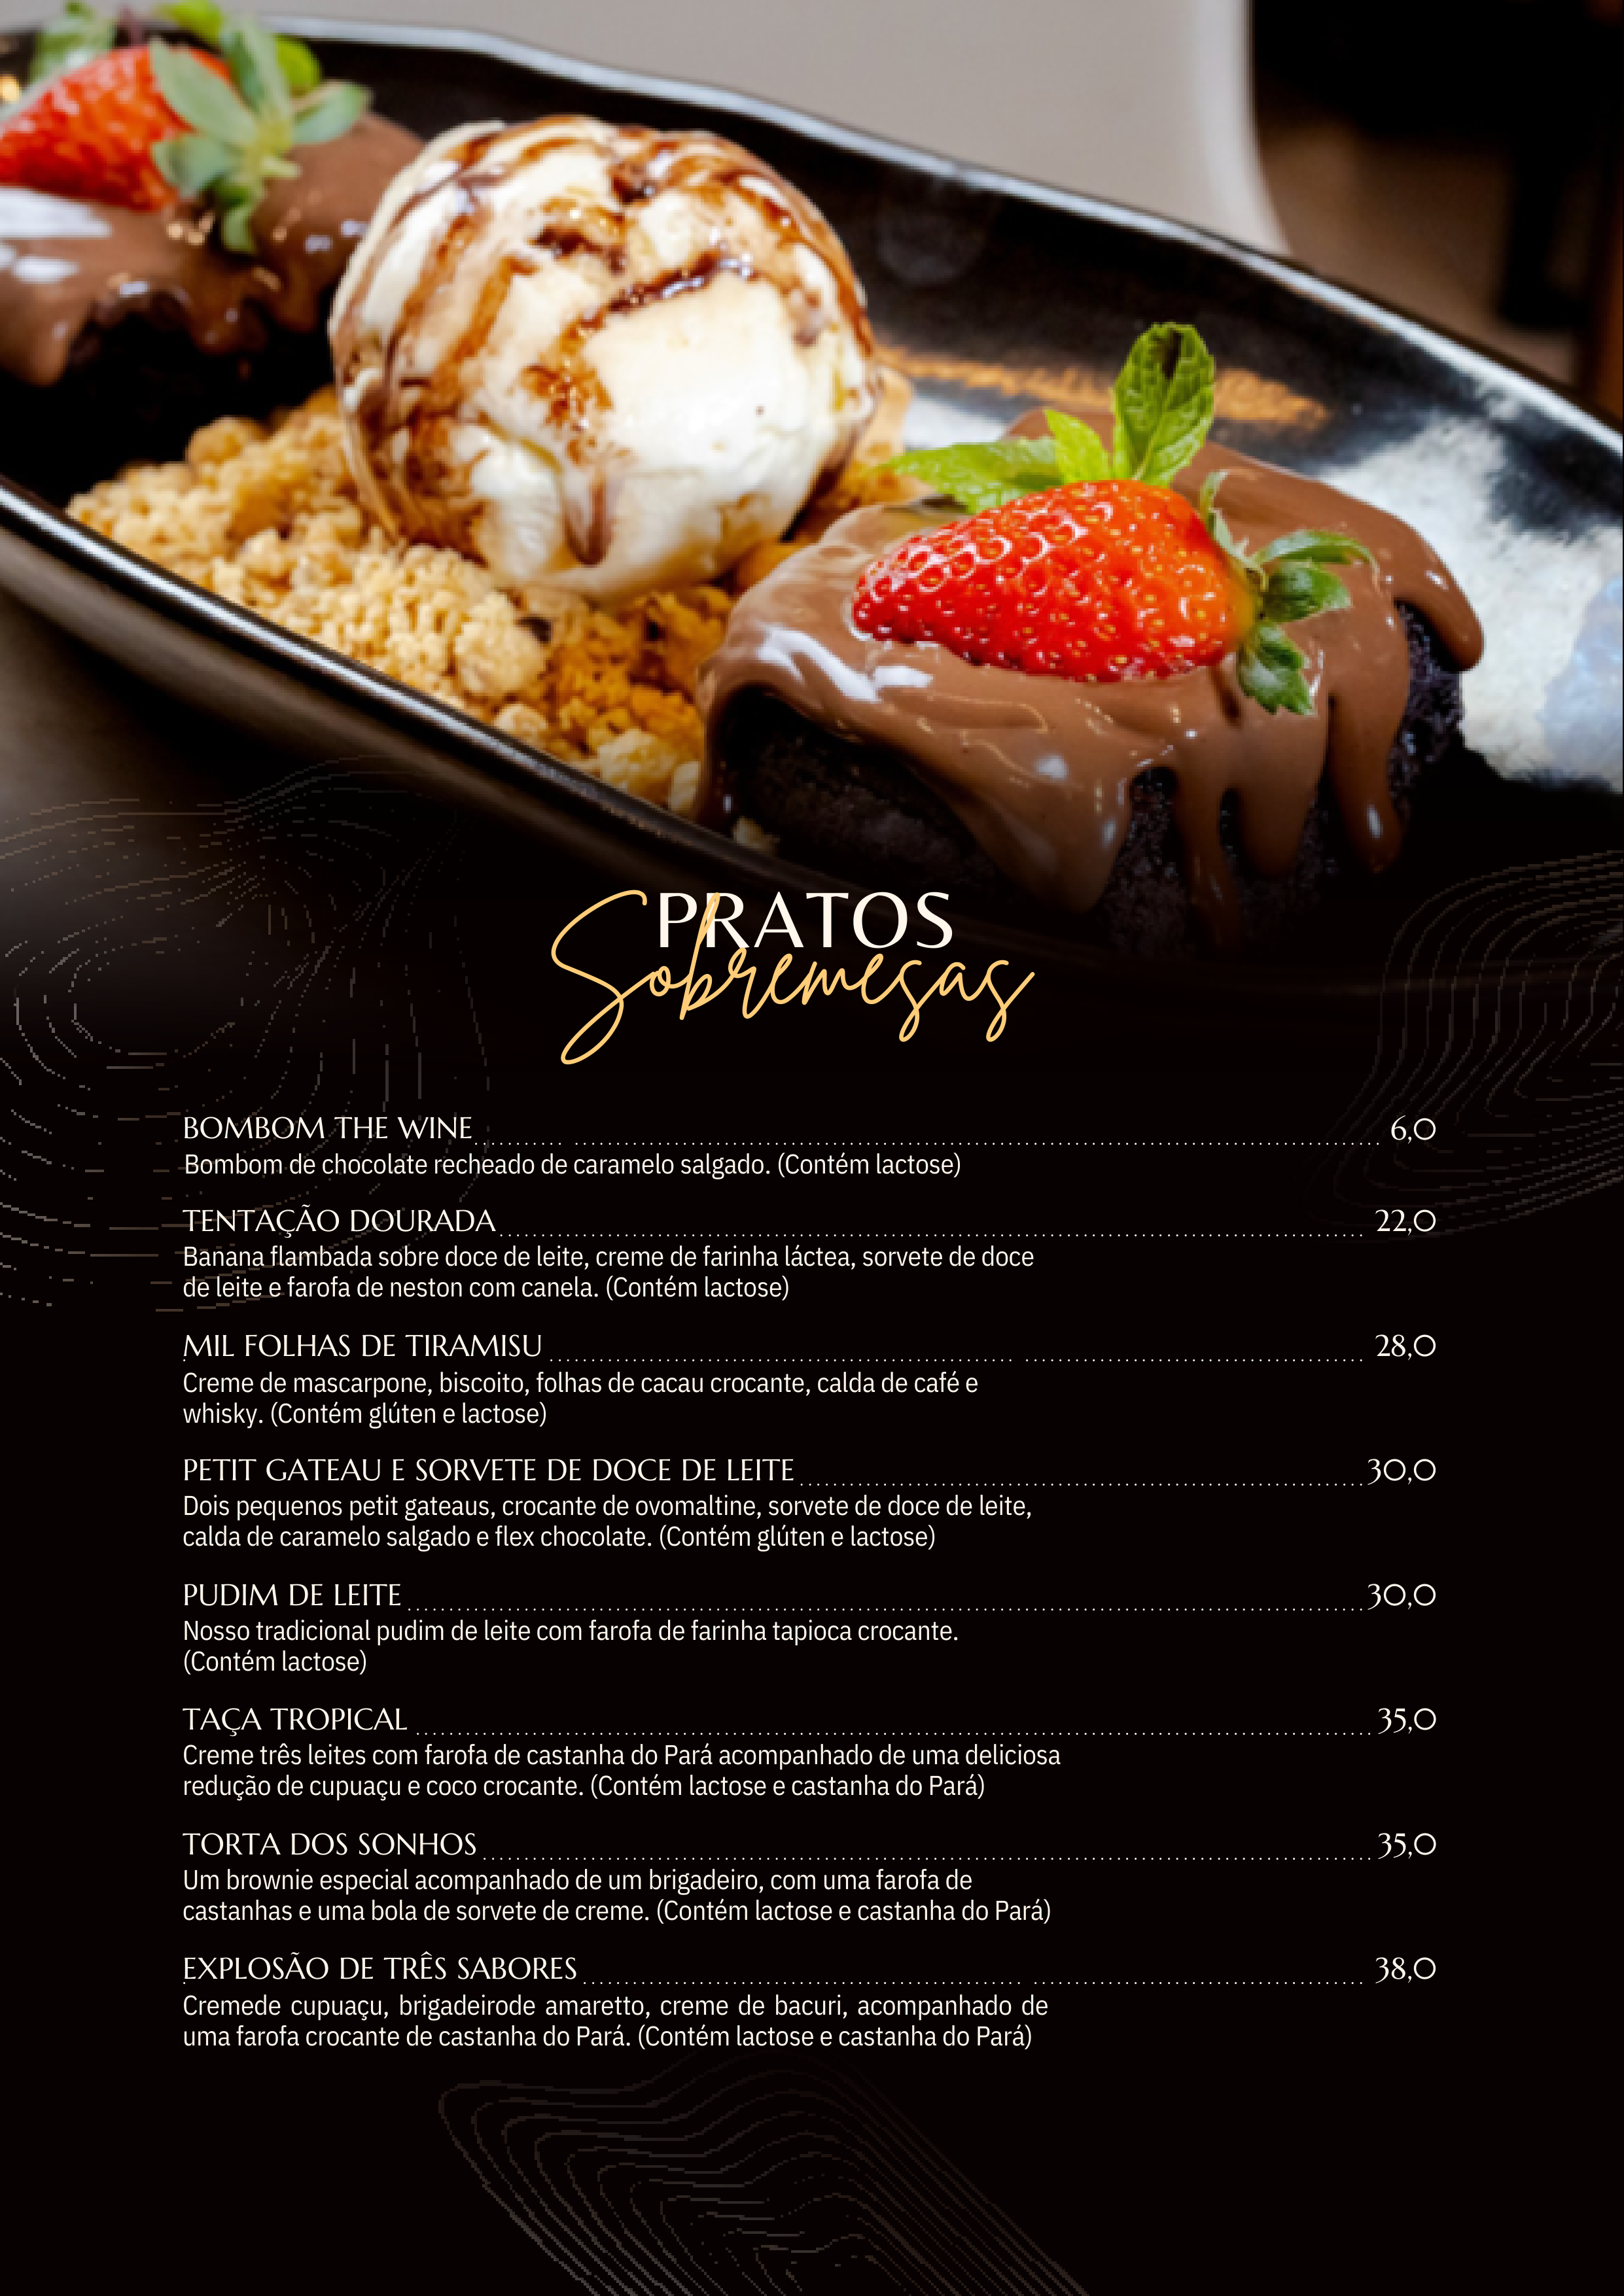 PRATOS
Sobremesas
BOMBOM THE WINE 6,0
Bombom de chocolate recheado de caramelo salgado. (Contém lactose)
TENTAÇÃO DOURADA 22,0
Banana flambada sobre doce de leite, creme de farinha láctea, sorvete de doce
de leite e farofa de neston com canela. (Contém lactose)
MIL FOLHAS DE TIRAMISU 28,0
Creme de mascarpone, biscoito, folhas de cacau crocante, calda de café e
whisky. (Contém glúten e lactose)
PETIT GATEAU E SORVETE DE DOCE DE LEITE 30,0
Dois pequenos petit gateaus, crocante de ovomaltine, sorvete de doce de leite,
calda de caramelo salgado e flex chocolate. (Contém glúten e lactose)
PUDIM DE LEITE 30,0
Nosso tradicional pudim de leite com farofa de farinha tapioca crocante.
(Contém lactose)
TAÇA TROPICAL 35,0
Creme três leites com farofa de castanha do Pará acompanhado de uma deliciosa
redução de cupuaçu e coco crocante. (Contém lactose e castanha do Pará)
TORTA DOS SONHOS 35,0
Um brownie especial acompanhado de um brigadeiro, com uma farofa de
castanhas e uma bola de sorvete de creme. (Contém lactose e castanha do Pará)
EXPLOSÃO DE TRÊS SABORES 38,0
Cremede cupuaçu, brigadeirode amaretto, creme de bacuri, acompanhado de
uma farofa crocante de castanha do Pará. (Contém lactose e castanha do Pará)